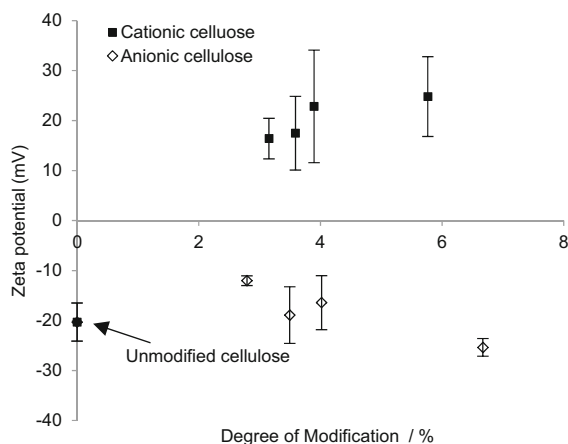 40
30
20
10
0
-10
-20
-30
-40
Zeta potential (mV)
Cationic celluose
Anionic cellulose
0
2
4
6
8
Unmodified cellulose
Degree of Modification / %